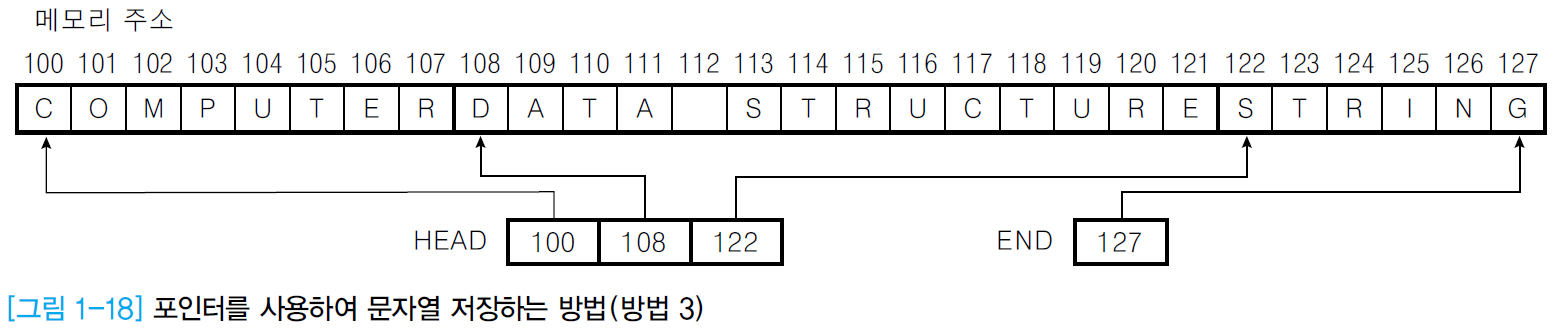 메모리 주소
100 101 102 103 104 105 106 107 108 109 110 111 112 113 114 115 116 117 118 119 120 121 122 123 124 125 126 127
C O M P U T E R D A T A S T R U C T U R E S T R I N G
HEAD 100 108 122 END 127
[그림 1-18] 포인터를 사용하여 문자열 저장하는 방법(방법 3)